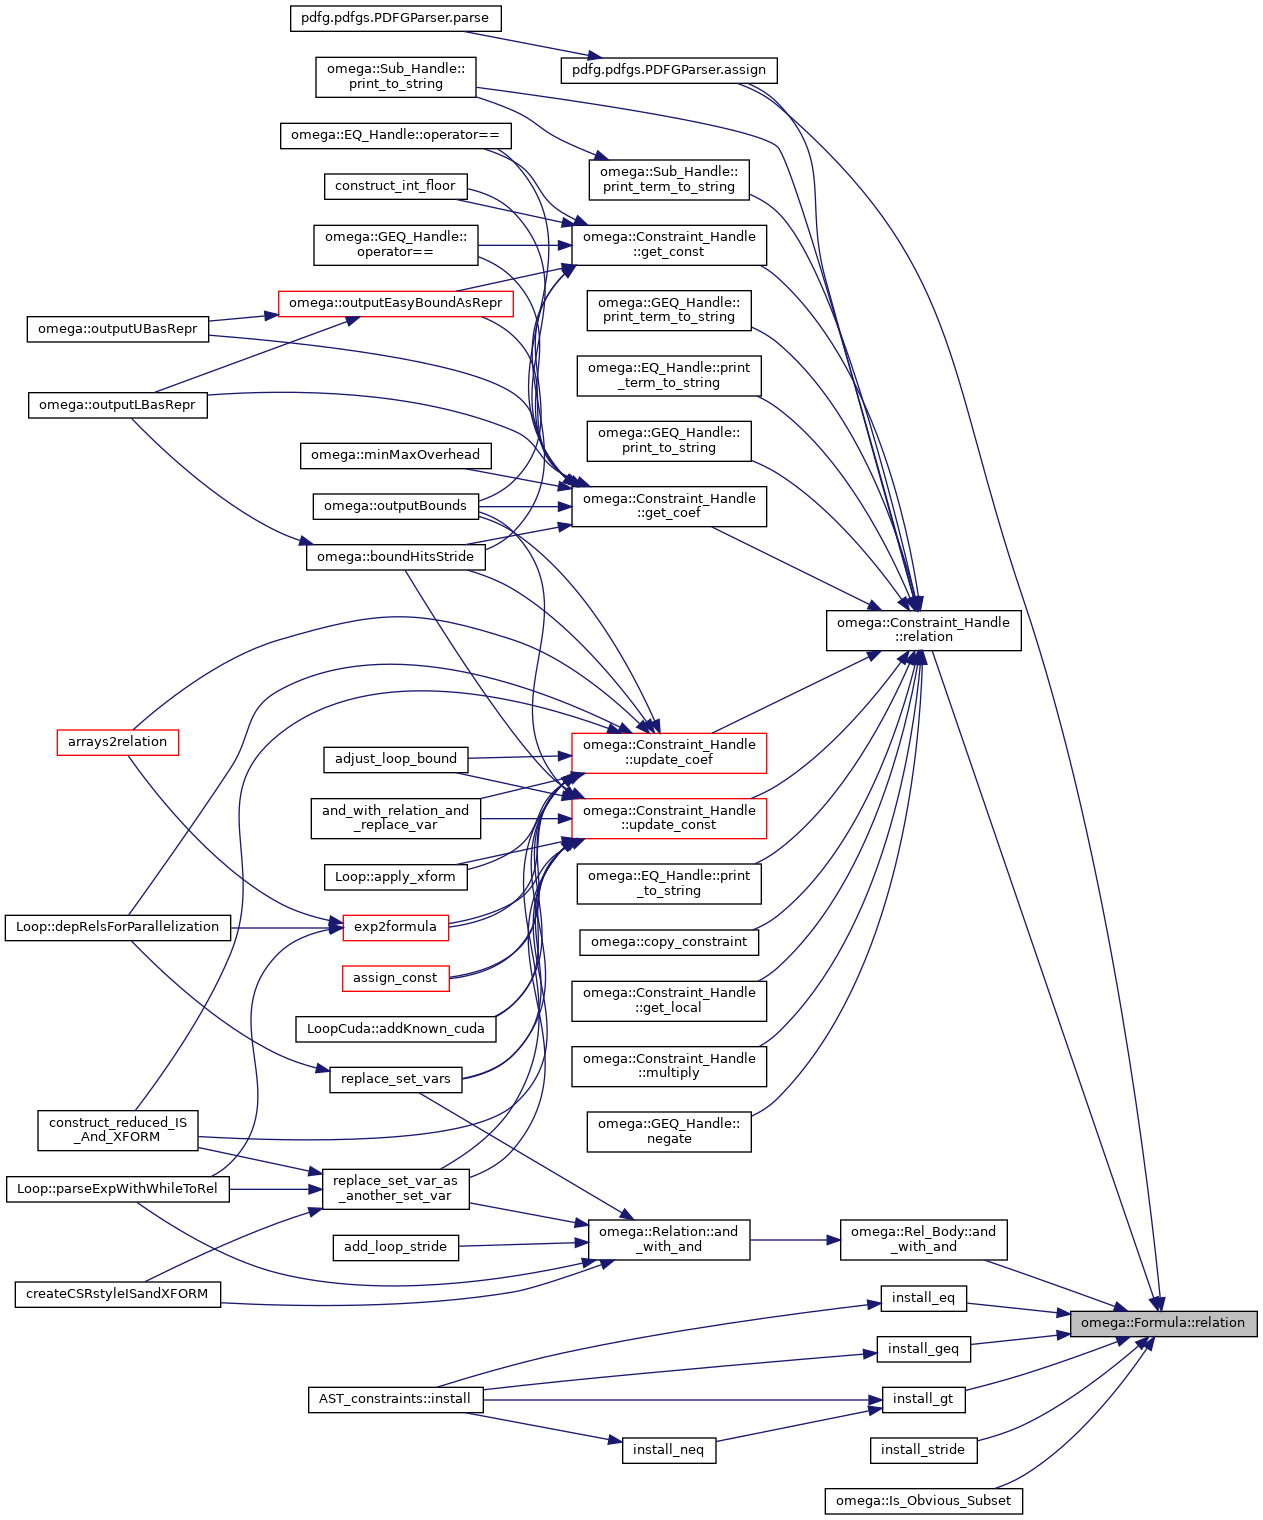 pdfg.pdfgs.PDFGParser.parse
pdfg.pdfgs.PDFGParser.assign
omega::Sub_Handle::
print_to_string
omega::EQ_Handle::operator==
omega::Sub_Handle::
print_term_to_string
construct_int_floor
omega::GEQ_Handle::
operator==
omega::Constraint_Handle
::get_const
omega::outputEasyBoundAsRepr
omega::GEQ_Handle::
print_term_to_string
omega::outputUBasRepr
omega::EQ_Handle::print
_term_to_string
omega::outputLBasRepr
omega::GEQ_Handle::
print_to_string
omega::minMaxOverhead
omega::outputBounds
omega::Constraint_Handle
::get_coef
omega::boundHitsStride
omega::Constraint_Handle
::relation
arrays2relation
omega::Constraint_Handle
::update_coef
adjust_loop_bound
and_with_relation_and
_replace_var
omega::Constraint_Handle
::update_const
Loop::apply_xform
omega::EQ_Handle::print
_to_string
Loop::depRelsForParallelization
exp2formula
omega::copy_constraint
assign_const
omega::Constraint_Handle
::get_local
LoopCuda::addKnown_cuda
omega::Constraint_Handle
::multiply
replace_set_vars
construct_reduced_IS
_And_XFORM
omega::GEQ_Handle::
negate
Loop::parseExpWithWhileToRel
replace_set_var_as
_another_set_var
add_loop_stride
omega::Relation::and
_with_and
omega::Rel_Body::and
_with_and
createCSRstyleISandXFORM
install_eq
omega::Formula::relation
install_geq
AST_constraints::install
install_gt
install_neq
install_stride
omega::Is_Obvious_Subset